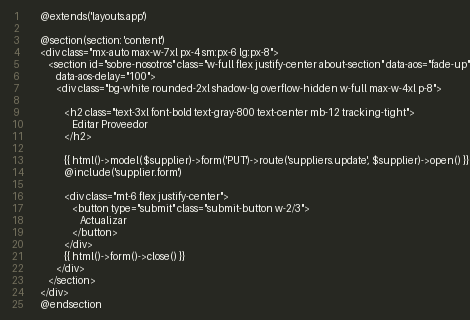 1 @extends('layouts.app')
2
3 @section(section: 'content')
4 <div class="mx-auto max-w-7xl px-4 sm:px-6 lg:px-8">
5 <section id="sobre-nosotros" class="w-full flex justify-center about-section" data-aos="fade-up"
6 data-aos-delay="100">
7 <div class="bg-white rounded-2xl shadow-lg overflow-hidden w-full max-w-4xl p-8">
8
9 <h2 class="text-3xl font-bold text-gray-800 text-center mb-12 tracking-tight">
10 Editar Proveedor
11 </h2>
12
13 {{ html()->model($supplier)->form('PUT')->route('suppliers.update', $supplier)->open() }}
14 @include('supplier.form')
15
16 <div class="mt-6 flex justify-center">
17 <button type="submit" class="submit-button w-2/3">
18 Actualizar
19 </button>
20 </div>
21 {{ html()->form()->close() }}
22 </div>
23 </section>
24 </div>
25 @endsection